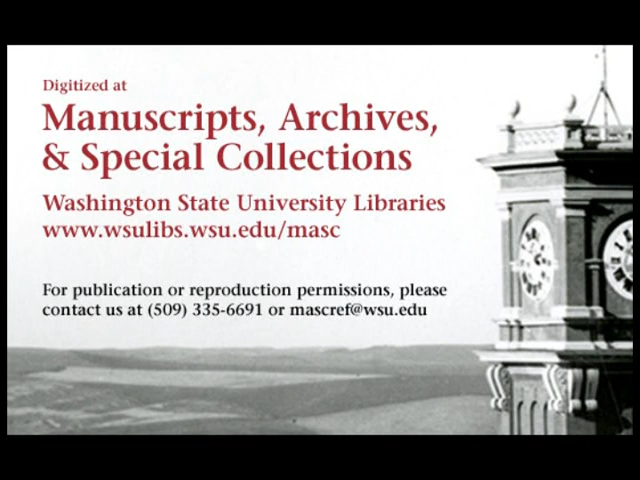 Digitized at
Manuscripts, Archives,
& Special Collections
Washington State University Libraries
www.wsulibs.wsu.edu/masc
For publication or reproduction permissions, please
contact us at (509) 335-6691 or mascref@wsu.edu